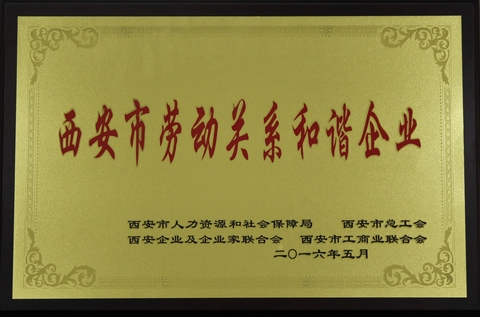 西安市劳动关系和谐企业
西安市人力资源和社会保障局 西安市总工会
西安企业及企业家联合会 西安市工商业联合会
二〇一六年五月